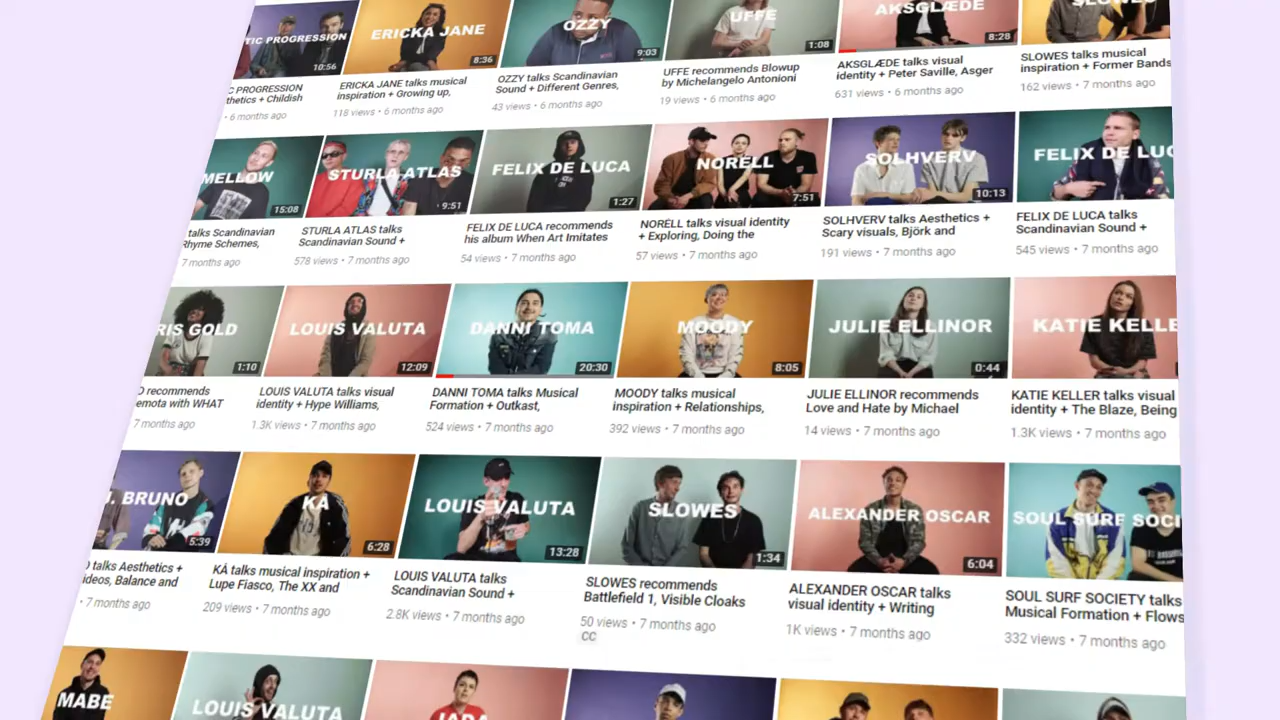 TIC PROGRESSION
10:56
C PROGRESSION
thetics + Childish
• 6 months ago
ERICKA JANE
8:36
ERICKA JANE talks musical
inspiration + Growing up,
118 views • 6 months ago
OZZY
9:03
OZZY talks Scandinavian
Sound + Different Genres,
43 views • 6 months ago
UFFE
1:08
UFFE recommends Blowup
by Michelangelo Antonioni
19 views • 6 months ago
AKSGLÆDE
8:28
AKSGLÆDE talks visual
identity + Peter Saville, Asger
631 views • 6 months ago
SLOWES
SLOWES talks musical
inspiration + Former Bands
162 views • 7 months ago
MELLOW
15:08
talks Scandinavian
Rhyme Schemes,
7 months ago
STURLA ATLAS
9:51
STURLA ATLAS talks
Scandinavian Sound +
578 views • 7 months ago
FELIX DE LUCA
1:27
FELIX DE LUCA recommends
his album When Art Imitates
54 views • 7 months ago
NORELL
7:51
NORELL talks visual identity
+ Exploring, Doing the
57 views • 7 months ago
SOLHVERV
10:13
SOLHVERV talks Aesthetics +
Scary visuals, Björk and
191 views • 7 months ago
FELIX DE LUC
FELIX DE LUCA talks
Scandinavian Sound +
545 views • 7 months ago
RIS GOLD
1:10
O recommends
emota with WHAT
7 months ago
LOUIS VALUTA
12:09
LOUIS VALUTA talks visual
identity + Hype Williams,
1.3K views • 7 months ago
DANNI TOMA
20:30
DANNI TOMA talks Musical
Formation + Outkast,
524 views • 7 months ago
MOODY
8:05
MOODY talks musical
inspiration + Relationships,
392 views • 7 months ago
JULIE ELLINOR
0:44
JULIE ELLINOR recommends
Love and Hate by Michael
14 views • 7 months ago
KATIE KELLE
KATIE KELLER talks visual
identity + The Blaze, Being
1.3K views • 7 months ago
I. BRUNO
5:39
O talks Aesthetics +
ideos, Balance and
• 7 months ago
KÅ
6:28
KÅ talks musical inspiration +
Lupe Fiasco, The XX and
209 views • 7 months ago
LOUIS VALUTA
13:28
LOUIS VALUTA talks
Scandinavian Sound +
2.8K views • 7 months ago
SLOWES
1:34
SLOWES recommends
Battlefield 1, Visible Cloaks
50 views • 7 months ago
CC
ALEXANDER OSCAR
6:04
ALEXANDER OSCAR talks
visual identity + Writing
1K views • 7 months ago
SOUL SURF SOCI
SOUL SURF SOCIETY talks
Musical Formation + Flows
332 views • 7 months ago
MABE
LOUIS VALUTA
JADA